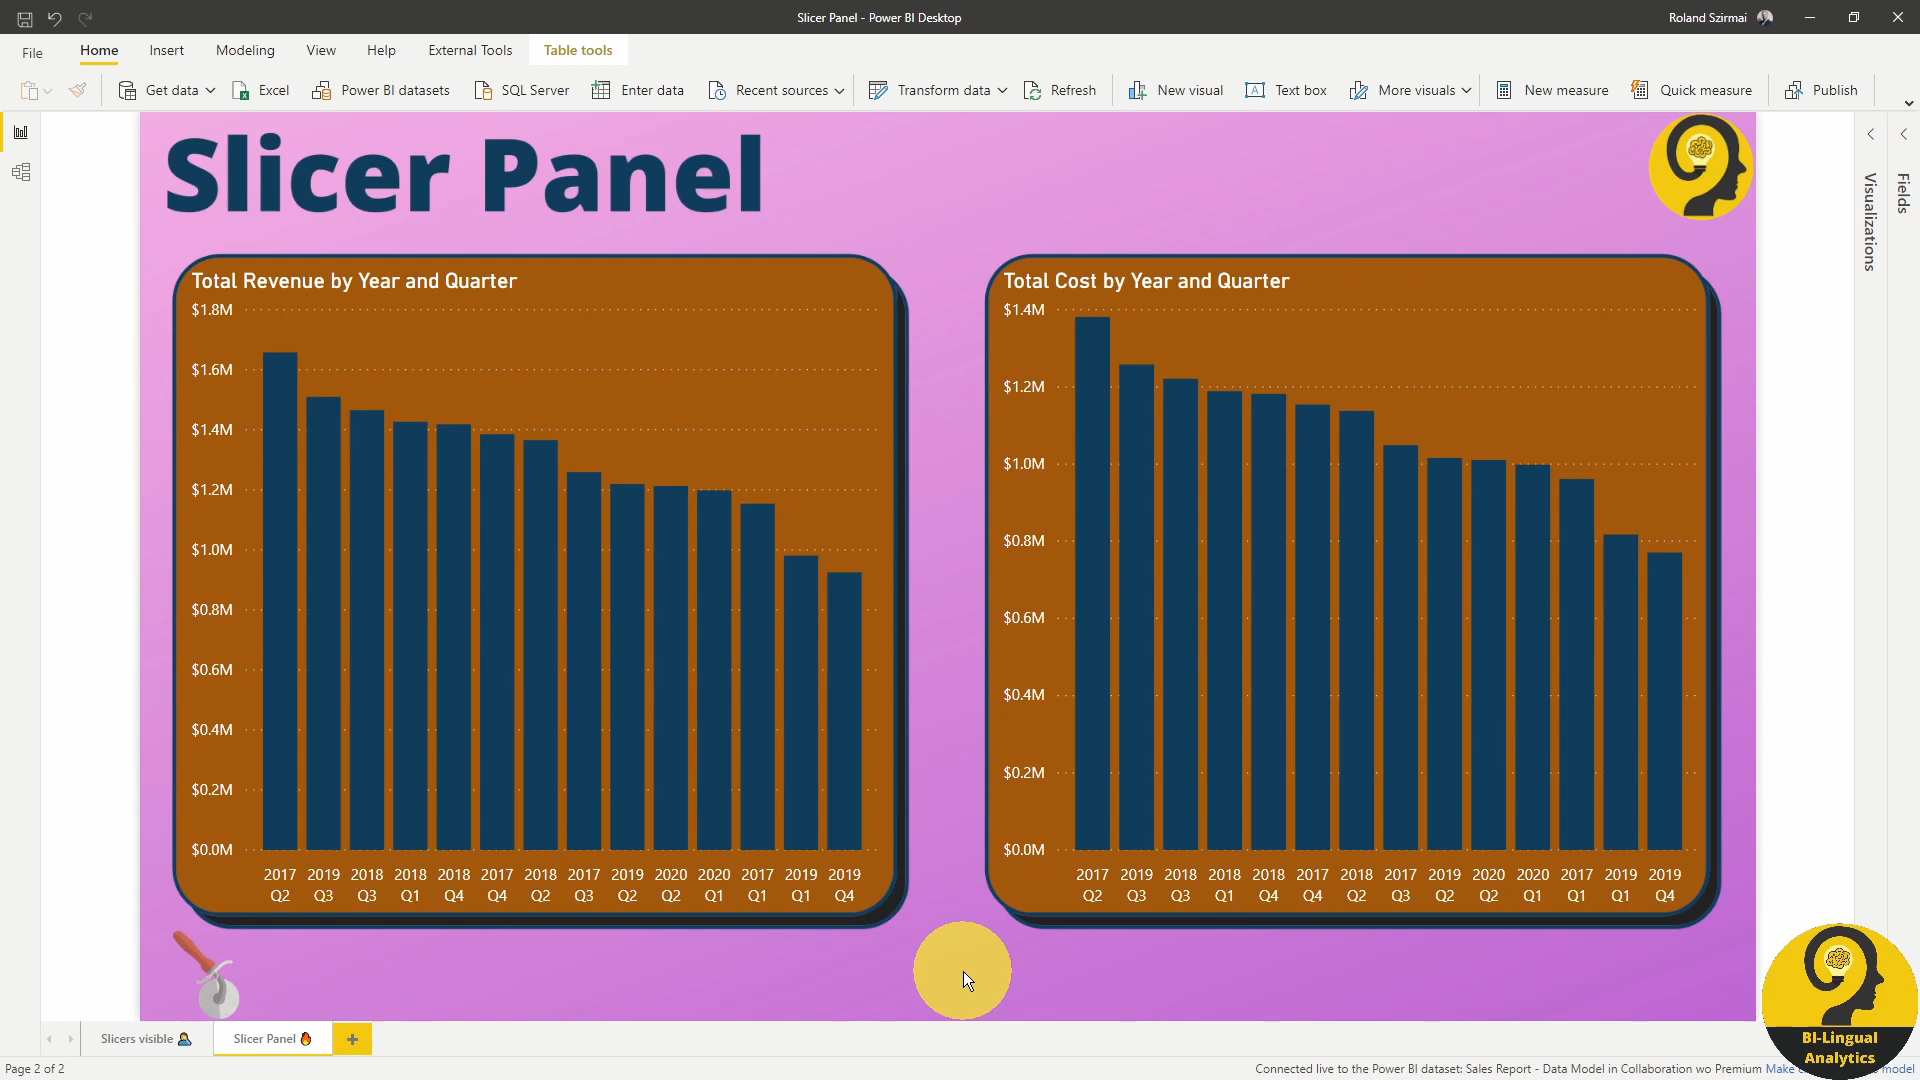 Slicer Panel - Power BI Desktop
Roland Szirmai
File Home Insert Modeling View Help External Tools Table tools
Get data Excel Power BI datasets SQL Server Enter data Recent sources Transform data Refresh New visual Text box More visuals New measure Quick measure Publish
Slicer Panel
Total Revenue by Year and Quarter
$1.8M
$1.6M
$1.4M
$1.2M
$1.0M
$0.8M
$0.6M
$0.4M
$0.2M
$0.0M
2017 2019 2018 2018 2018 2017 2018 2017 2019 2020 2020 2017 2019 2019
Q2 Q3 Q3 Q1 Q4 Q4 Q2 Q3 Q2 Q2 Q1 Q1 Q1 Q4
Total Cost by Year and Quarter
$1.4M
$1.2M
$1.0M
$0.8M
$0.6M
$0.4M
$0.2M
$0.0M
2017 2019 2018 2018 2018 2017 2018 2017 2019 2020 2020 2017 2019 2019
Q2 Q3 Q3 Q1 Q4 Q4 Q2 Q3 Q2 Q2 Q1 Q1 Q1 Q4
Visualizations
Fields
Slicers visible
Slicer Panel
BI-Lingual
Analytics
Page 2 of 2
Connected live to the Power BI dataset: Sales Report - Data Model in Collaboration wo Premium Make model